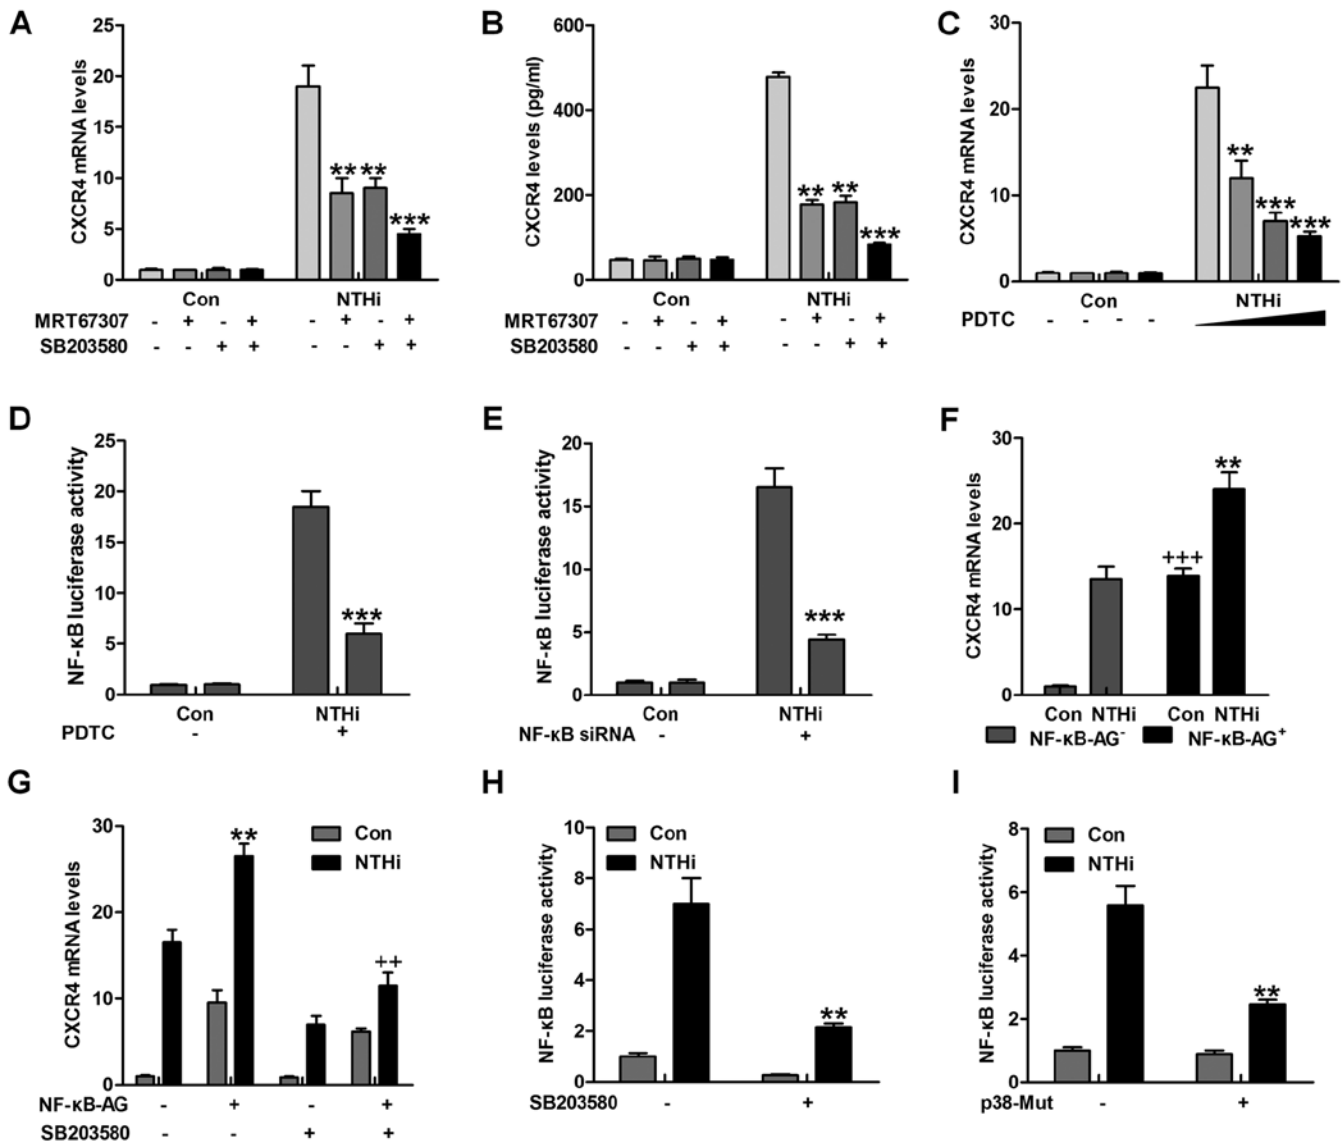 A
CXCR4 mRNA levels
25
20
15
10
5
0
** **
***
Con NTHi
MRT67307 - + - + - + - +
SB203580 - - + + - - + +
B
CXCR4 levels (pg/ml)
600
400
200
0
** **
***
Con NTHi
MRT67307 - + - + - + - +
SB203580 - - + + - - + +
C
CXCR4 mRNA levels
30
20
10
0
**
***
***
Con NTHi
PDTC - - - -
D
NF-κB luciferase activity
25
20
15
10
5
0
***
Con NTHi
PDTC - +
E
NF-κB luciferase activity
20
15
10
5
0
***
Con NTHi
NF-κB siRNA - +
F
CXCR4 mRNA levels
30
20
10
0
+++
**
Con NTHi Con NTHi
NF-κB-AG⁻ NF-κB-AG⁺
G
CXCR4 mRNA levels
30
20
10
0
**
++
Con
NTHi
NF-κB-AG - + - +
SB203580 - - + +
H
NF-κB luciferase activity
10
8
6
4
2
0
Con
NTHi
**
SB203580 - +
I
NF-κB luciferase activity
8
6
4
2
0
Con
NTHi
**
p38-Mut - +